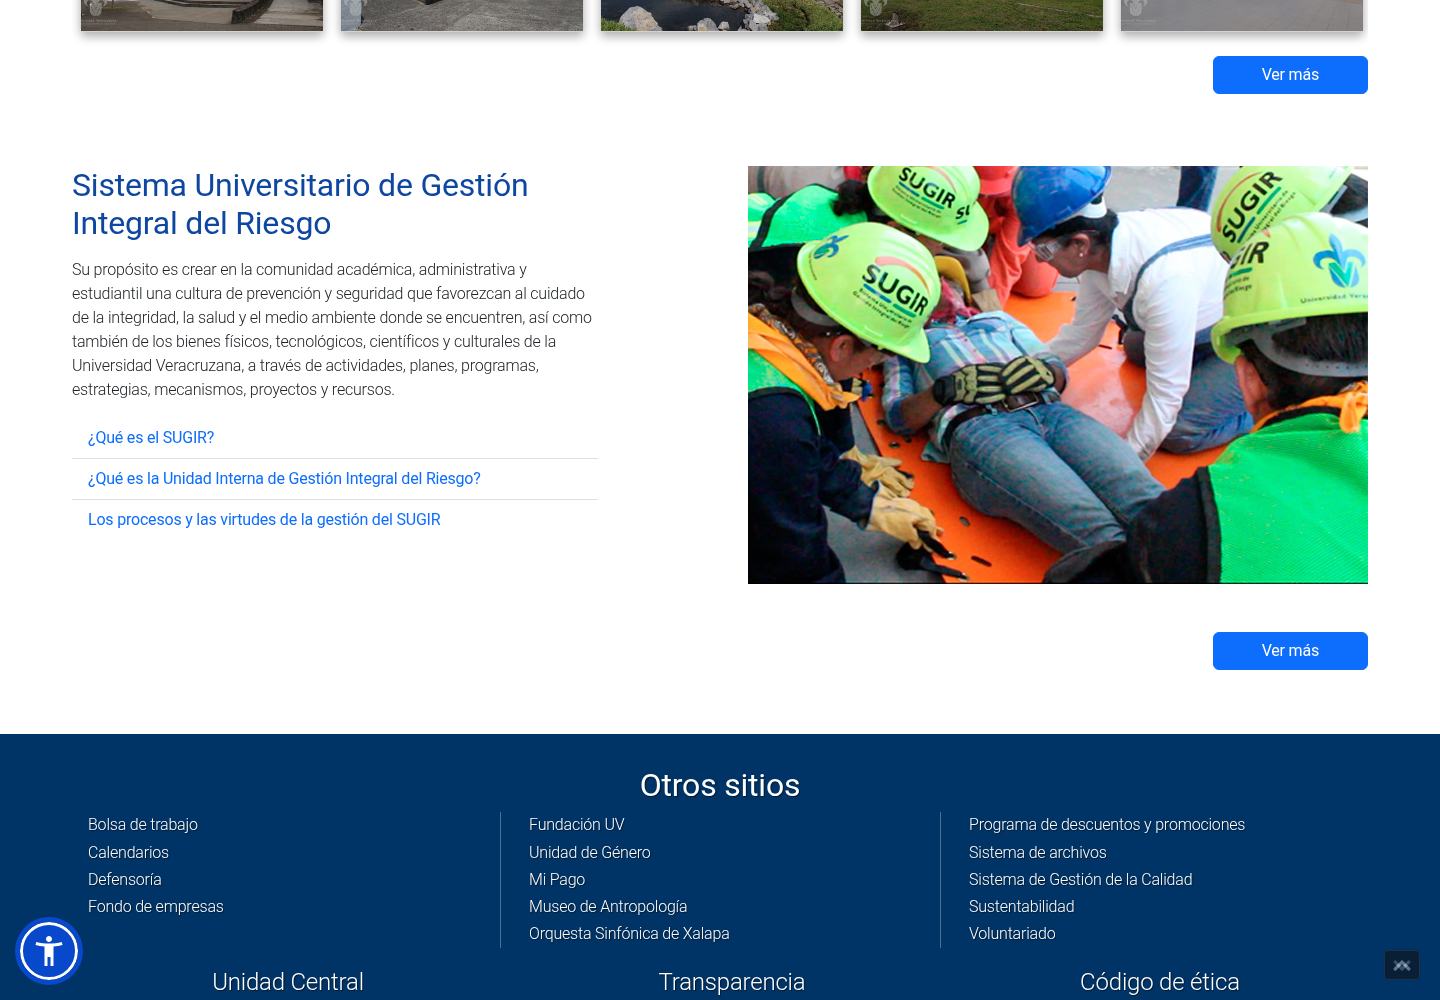 Ver más
Sistema Universitario de Gestión
Integral del Riesgo
Su propósito es crear en la comunidad académica, administrativa y
estudiantil una cultura de prevención y seguridad que favorezcan al cuidado
de la integridad, la salud y el medio ambiente donde se encuentren, así como
también de los bienes físicos, tecnológicos, científicos y culturales de la
Universidad Veracruzana, a través de actividades, planes, programas,
estrategias, mecanismos, proyectos y recursos.
¿Qué es el SUGIR?
¿Qué es la Unidad Interna de Gestión Integral del Riesgo?
Los procesos y las virtudes de la gestión del SUGIR
SUGIR
SUGIR
SUGIR
Ver más
Otros sitios
Bolsa de trabajo
Calendarios
Defensoría
Fondo de empresas
Fundación UV
Unidad de Género
Mi Pago
Museo de Antropología
Orquesta Sinfónica de Xalapa
Programa de descuentos y promociones
Sistema de archivos
Sistema de Gestión de la Calidad
Sustentabilidad
Voluntariado
Unidad Central
Transparencia
Código de ética